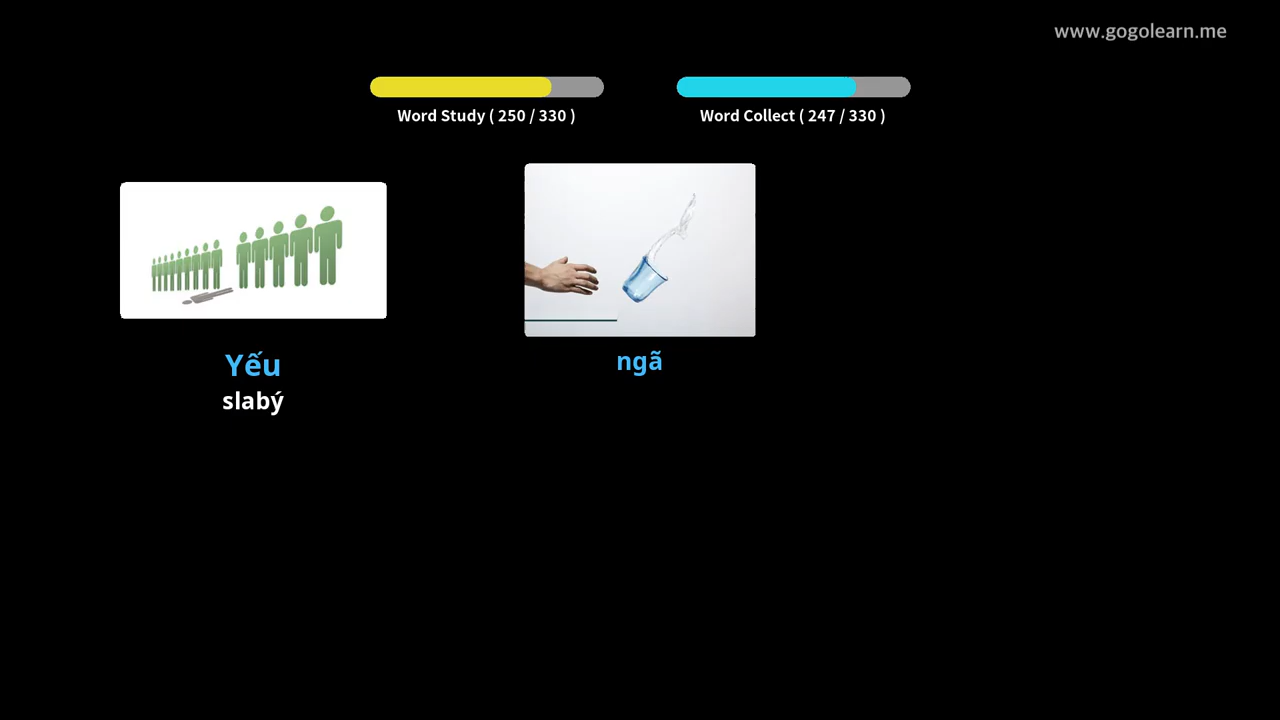 www.gogolearn.me
Word Study ( 250 / 330 )
Word Collect ( 247 / 330 )
Yếu
slabý
ngã